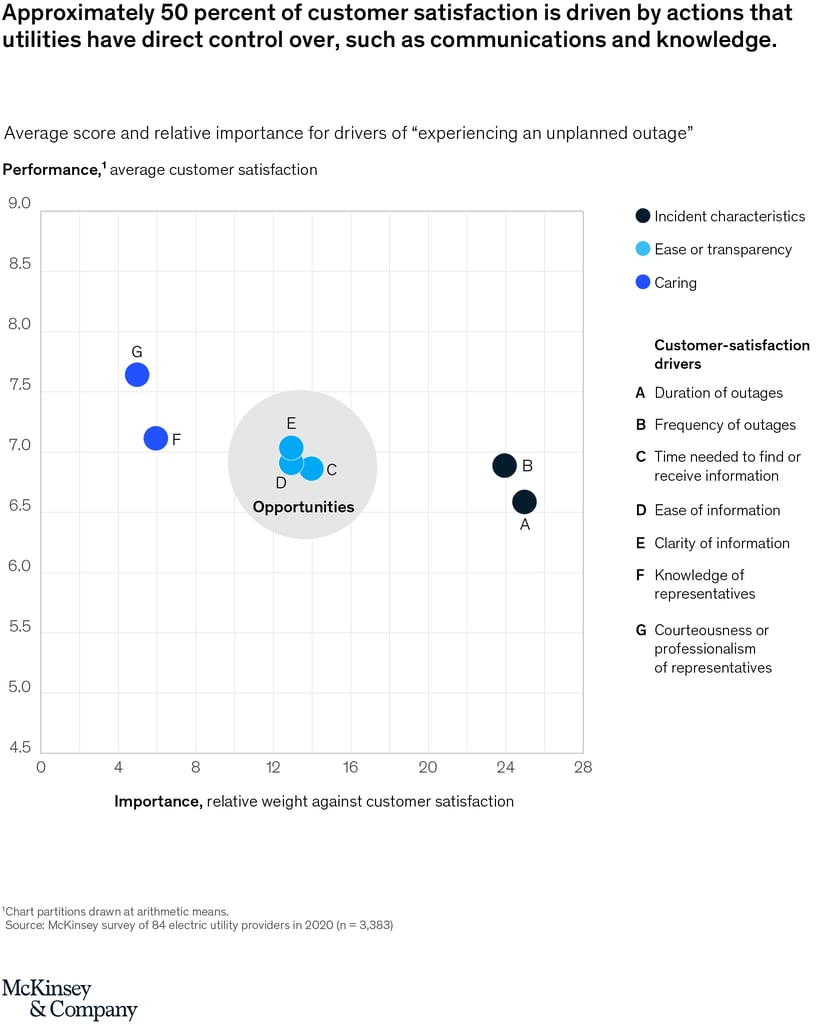 Approximately 50 percent of customer satisfaction is driven by actions that
utilities have direct control over, such as communications and knowledge.
Average score and relative importance for drivers of “experiencing an unplanned outage”
Performance,¹ average customer satisfaction
9.0
8.5
8.0
7.5
7.0
6.5
6.0
5.5
5.0
4.5
0 4 8 12 16 20 24 28
G
F
E
D
C
Opportunities
B
A
Importance, relative weight against customer satisfaction
Incident characteristics
Ease or transparency
Caring
Customer-satisfaction
drivers
A Duration of outages
B Frequency of outages
C Time needed to find or
receive information
D Ease of information
E Clarity of information
F Knowledge of
representatives
G Courteousness or
professionalism
of representatives
¹Chart partitions drawn at arithmetic means.
Source: McKinsey survey of 84 electric utility providers in 2020 (n = 3,383)
McKinsey
& Company